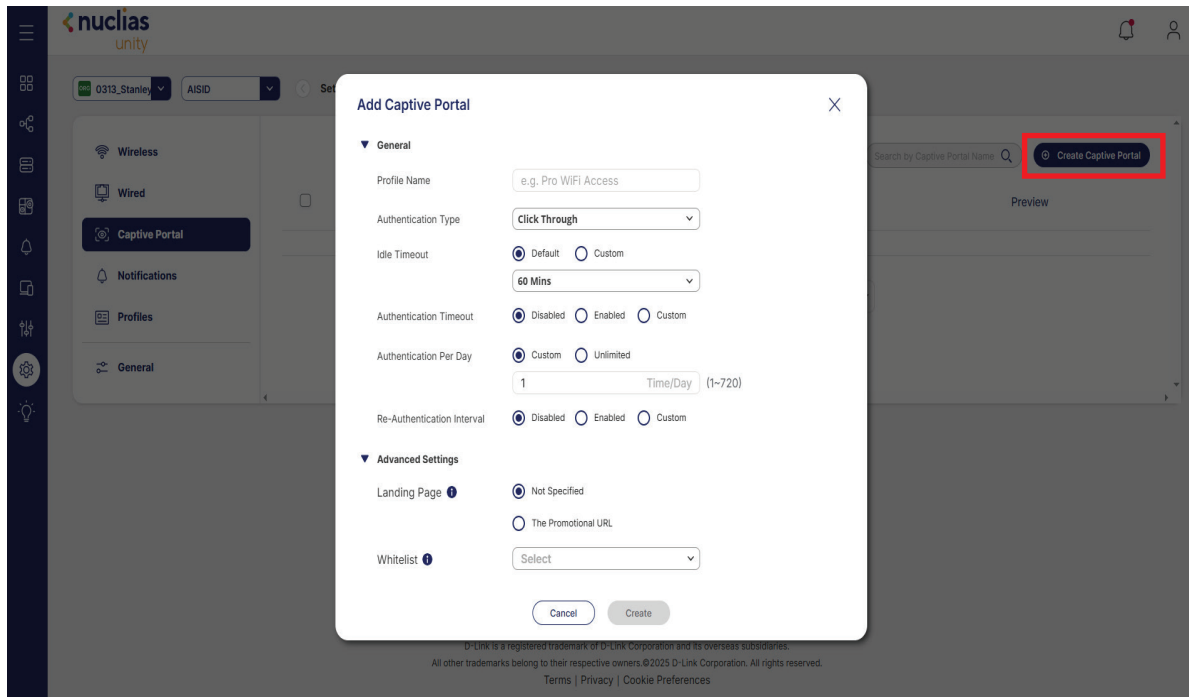 nuclias
unity
ORG 0313_Stanley AISID Set
Wireless
Wired
Captive Portal
Notifications
Profiles
General
Search by Captive Portal Name
Create Captive Portal
Preview
Add Captive Portal
General
Profile Name e.g. Pro WiFi Access
Authentication Type Click Through
Idle Timeout Default Custom
60 Mins
Authentication Timeout Disabled Enabled Custom
Authentication Per Day Custom Unlimited
1 Time/Day (1~720)
Re-Authentication Interval Disabled Enabled Custom
Advanced Settings
Landing Page Not Specified
The Promotional URL
Whitelist Select
Cancel Create
D-Link is a registered trademark of D-Link Corporation and its overseas subsidiaries.
All other trademarks belong to their respective owners.©2025 D-Link Corporation. All rights reserved.
Terms | Privacy | Cookie Preferences